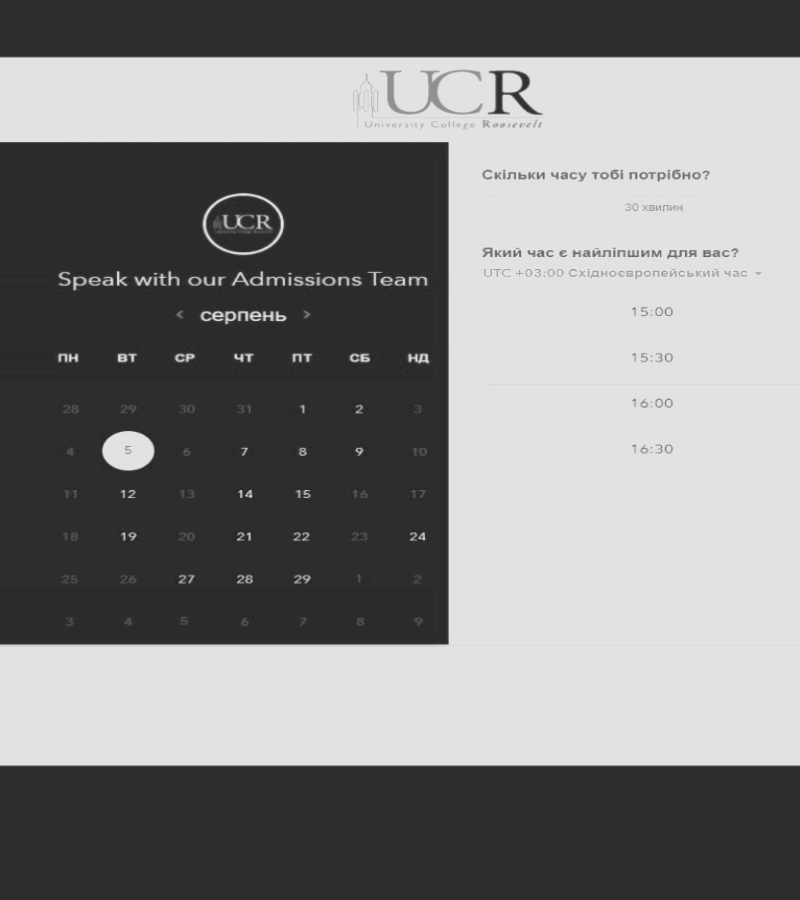 UCR
University College Roosevelt
UCR
Speak with our Admissions Team
< серпень >
ПН ВТ СР ЧТ ПТ СБ НД
28 29 30 31 1 2 3
4 5 6 7 8 9 10
11 12 13 14 15 16 17
18 19 20 21 22 23 24
25 26 27 28 29 1 2
3 4 5 6 7 8 9
Скільки часу тобі потрібно?
30 хвилин
Який час є найліпшим для вас?
UTC +03:00 Східноєвропейський час
15:00
15:30
16:00
16:30